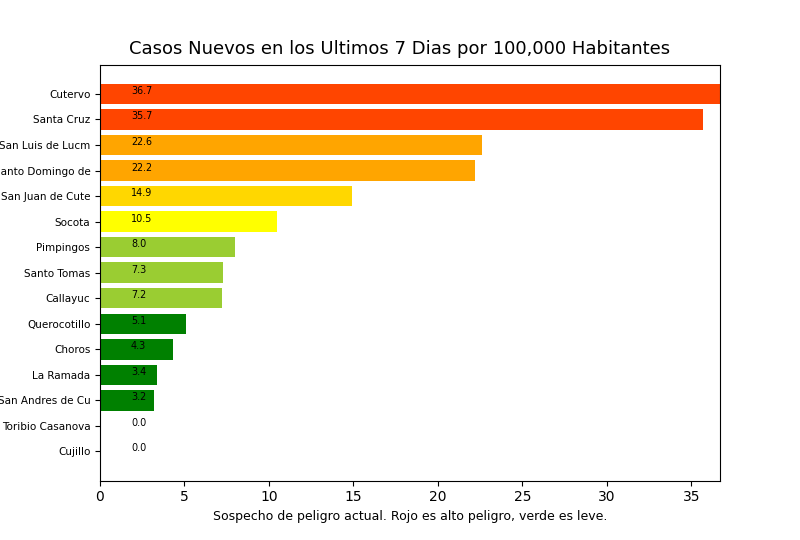 Casos Nuevos en los Ultimos 7 Dias por 100,000 Habitantes
Cutervo 36.7
Santa Cruz 35.7
San Luis de Lucm 22.6
anto Domingo de 22.2
San Juan de Cute 14.9
Socota 10.5
Pimpingos 8.0
Santo Tomas 7.3
Callayuc 7.2
Querocotillo 5.1
Choros 4.3
La Ramada 3.4
San Andres de Cu 3.2
Toribio Casanova 0.0
Cujillo 0.0
0 5 10 15 20 25 30 35
Sospecho de peligro actual. Rojo es alto peligro, verde es leve.